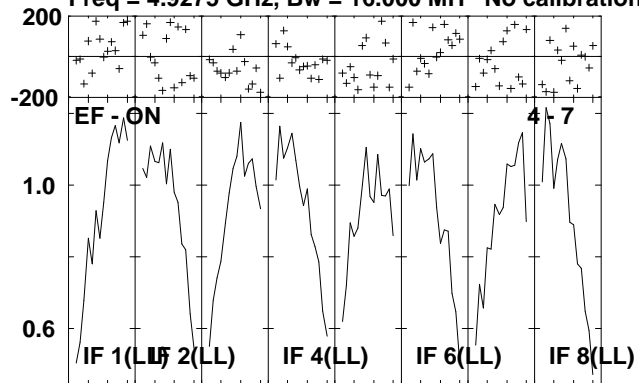 Freq = 4.9275 GHz, Bw = 16.000 MH No calibration
200
-200
EF - ON 4 - 7
1.0
0.6
IF 1(LL) IF 2(LL) IF 4(LL) IF 6(LL) IF 8(LL)